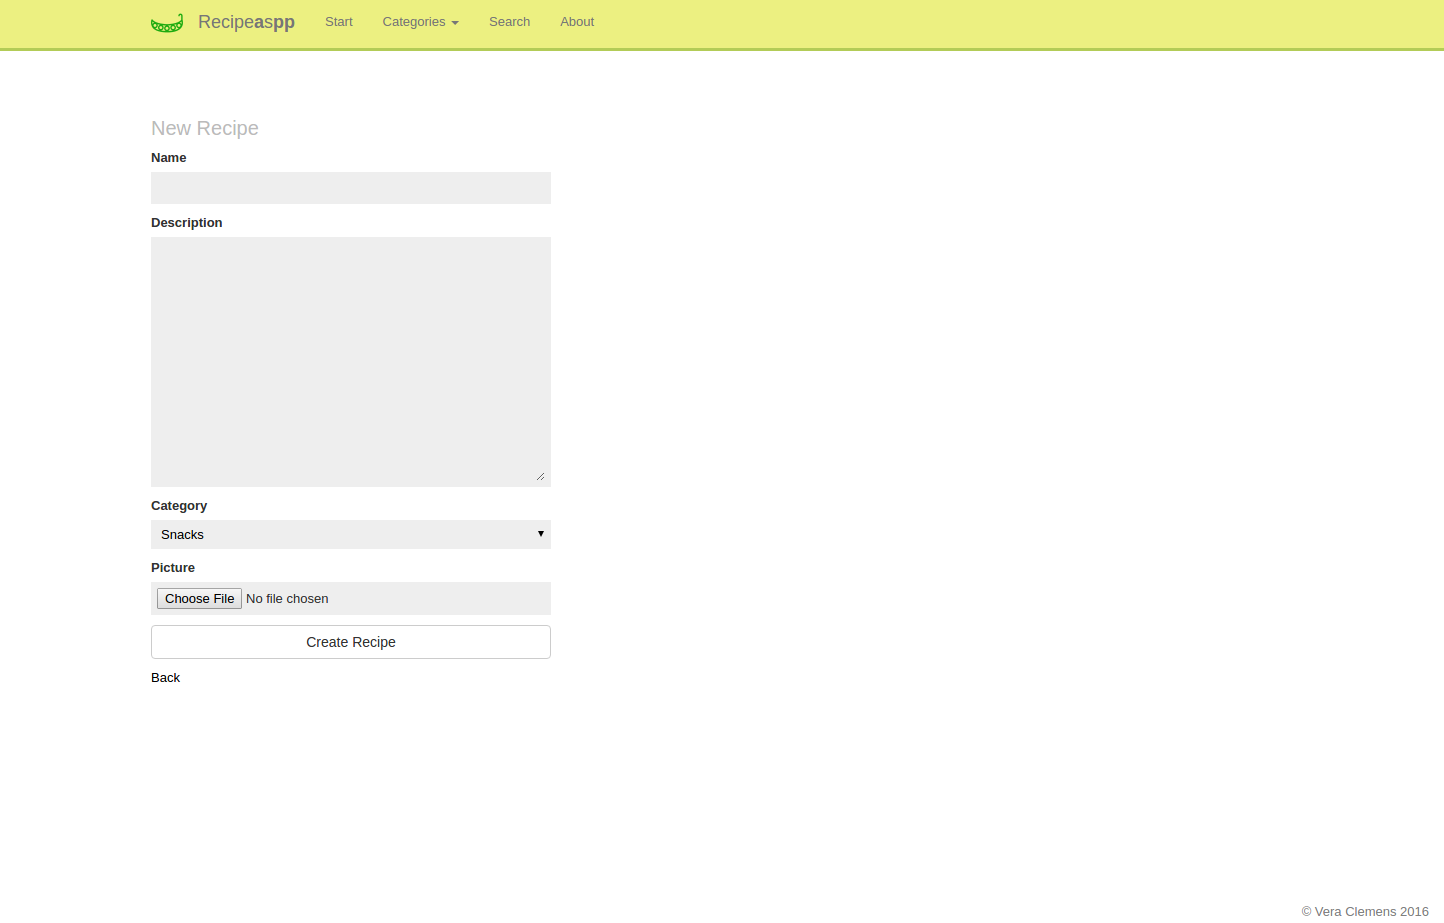 Recipeaspp Start Categories Search About
New Recipe
Name
Description
Category
Snacks
Picture
Choose File No file chosen
Create Recipe
Back
© Vera Clemens 2016